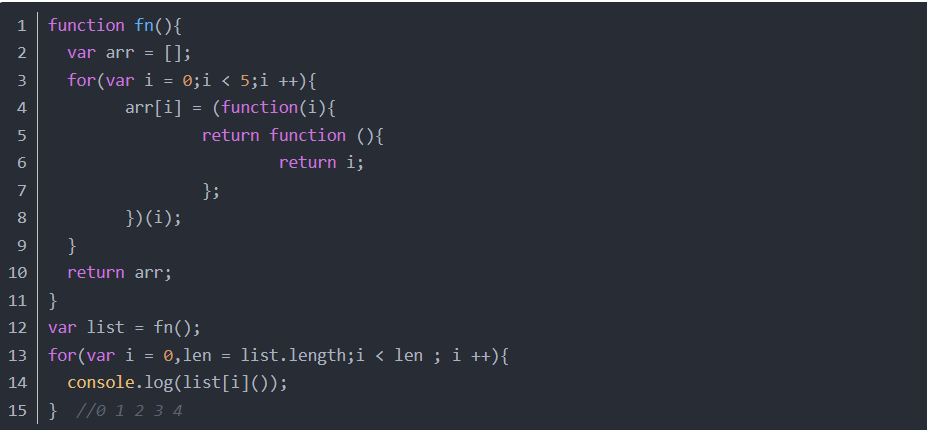 1 function fn(){
2   var arr = [];
3   for(var i = 0;i < 5;i ++){
4         arr[i] = (function(i){
5                 return function (){
6                         return i;
7                 };
8         })(i);
9   }
10   return arr;
11 }
12 var list = fn();
13 for(var i = 0,len = list.length;i < len ; i ++){
14   console.log(list[i]());
15 }  //0 1 2 3 4